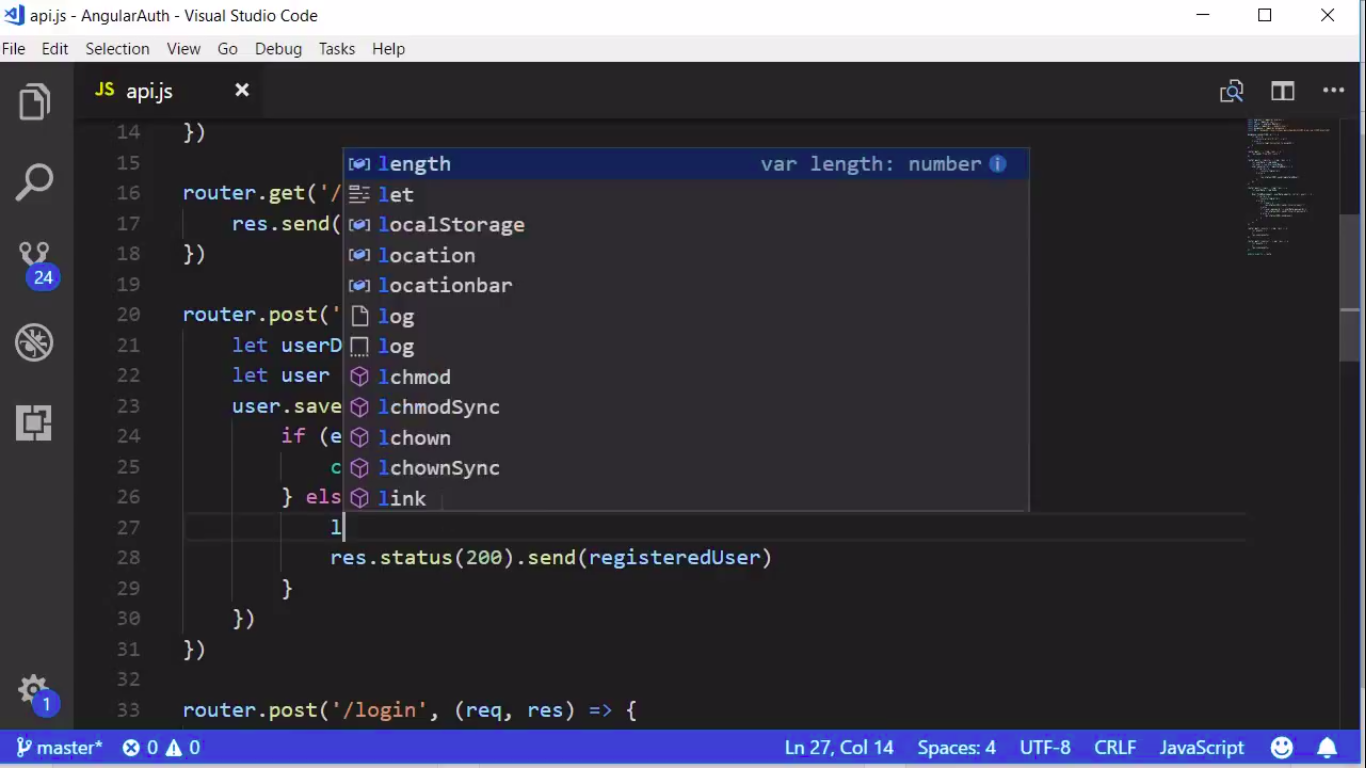 api.js - AngularAuth - Visual Studio Code
File Edit Selection View Go Debug Tasks Help
JS api.js
14 })
15
16 router.get('/
17 res.send(
18 })
19
20 router.post('
21 let userD
22 let user
23 user.save
24 if (e
25 c
26 } els
27 l
28 res.status(200).send(registeredUser)
29 }
30 })
31 })
32
33 router.post('/login', (req, res) => {
length var length: number
let
localStorage
location
locationbar
log
log
lchmod
lchmodSync
lchown
lchownSync
link
24
1
master* 0 0 Ln 27, Col 14 Spaces: 4 UTF-8 CRLF JavaScript